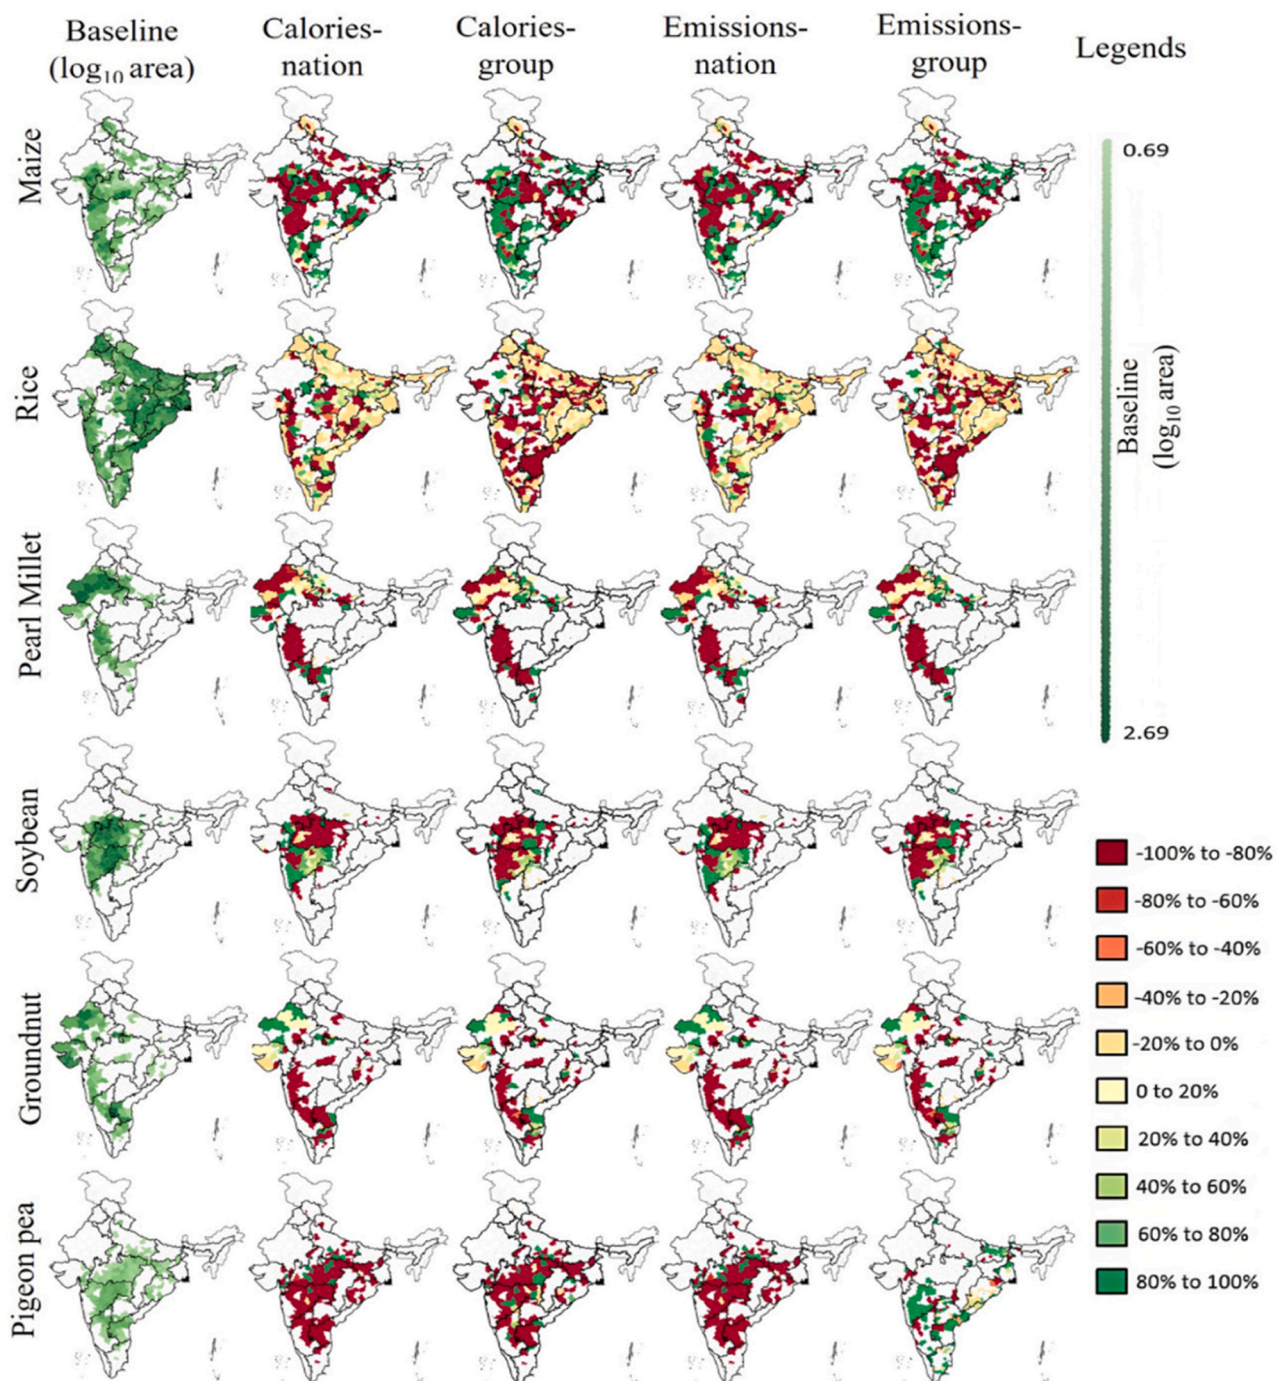 Baseline
(log₁₀ area)
Calories-
nation
Calories-
group
Emissions-
nation
Emissions-
group
Legends
Maize
Rice
Pearl Millet
Soybean
Groundnut
Pigeon pea
0.69
Baseline
(log₁₀ area)
2.69
-100% to -80%
-80% to -60%
-60% to -40%
-40% to -20%
-20% to 0%
0 to 20%
20% to 40%
40% to 60%
60% to 80%
80% to 100%